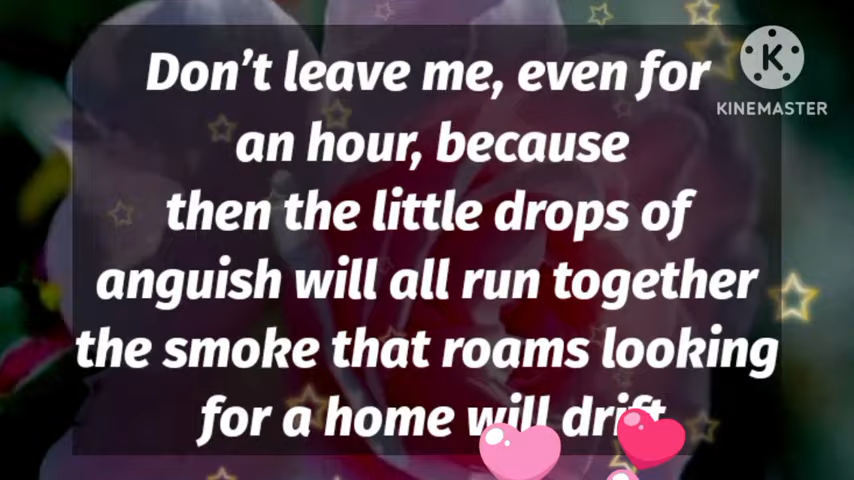 Don’t leave me, even for
an hour, because
then the little drops of
anguish will all run together
the smoke that roams looking
for a home will drift
K
KINEMASTER